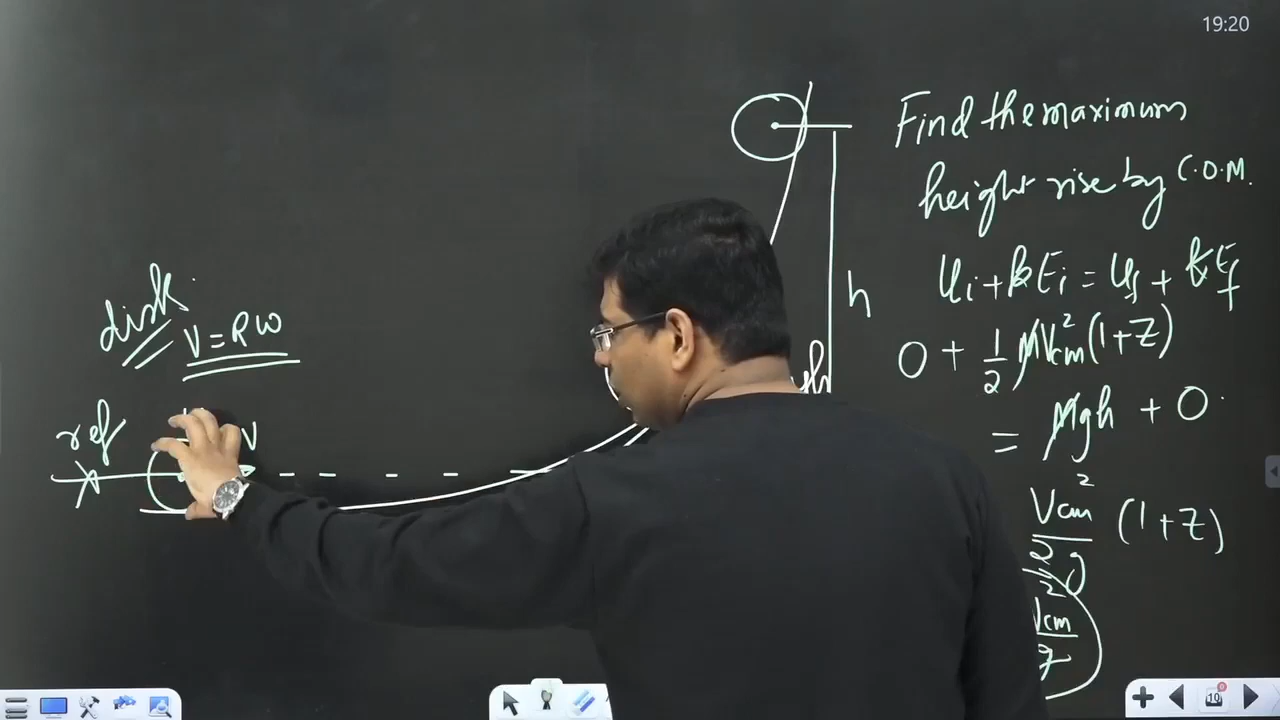 19:20
Find the maximum
height rise by C.O.M.
Ui + kEi = Uf + kEf
0 + 1/2 MVcm² (1+Z)
= Mgh + 0
Vcm²/2g (1+Z)
h
disk
V = Rω
ref
V
10